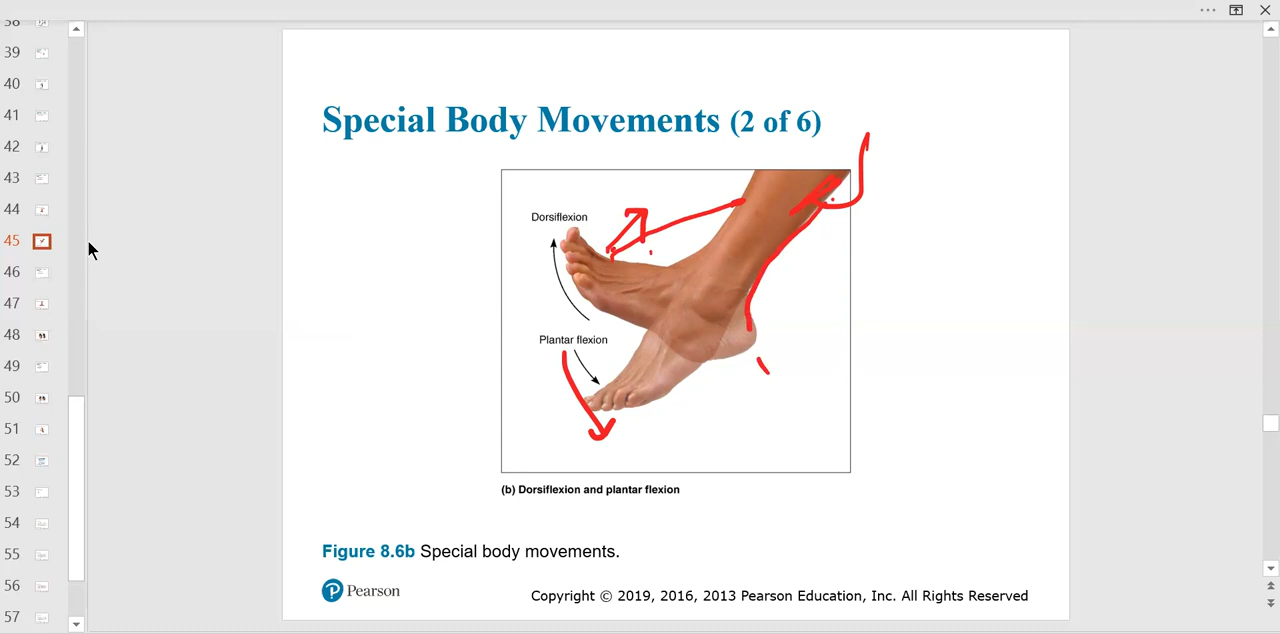 38
39
40
41
42
43
44
45
46
47
48
49
50
51
52
53
54
55
56
57
Special Body Movements (2 of 6)
Dorsiflexion
Plantar flexion
(b) Dorsiflexion and plantar flexion
Figure 8.6b Special body movements.
P Pearson
Copyright © 2019, 2016, 2013 Pearson Education, Inc. All Rights Reserved